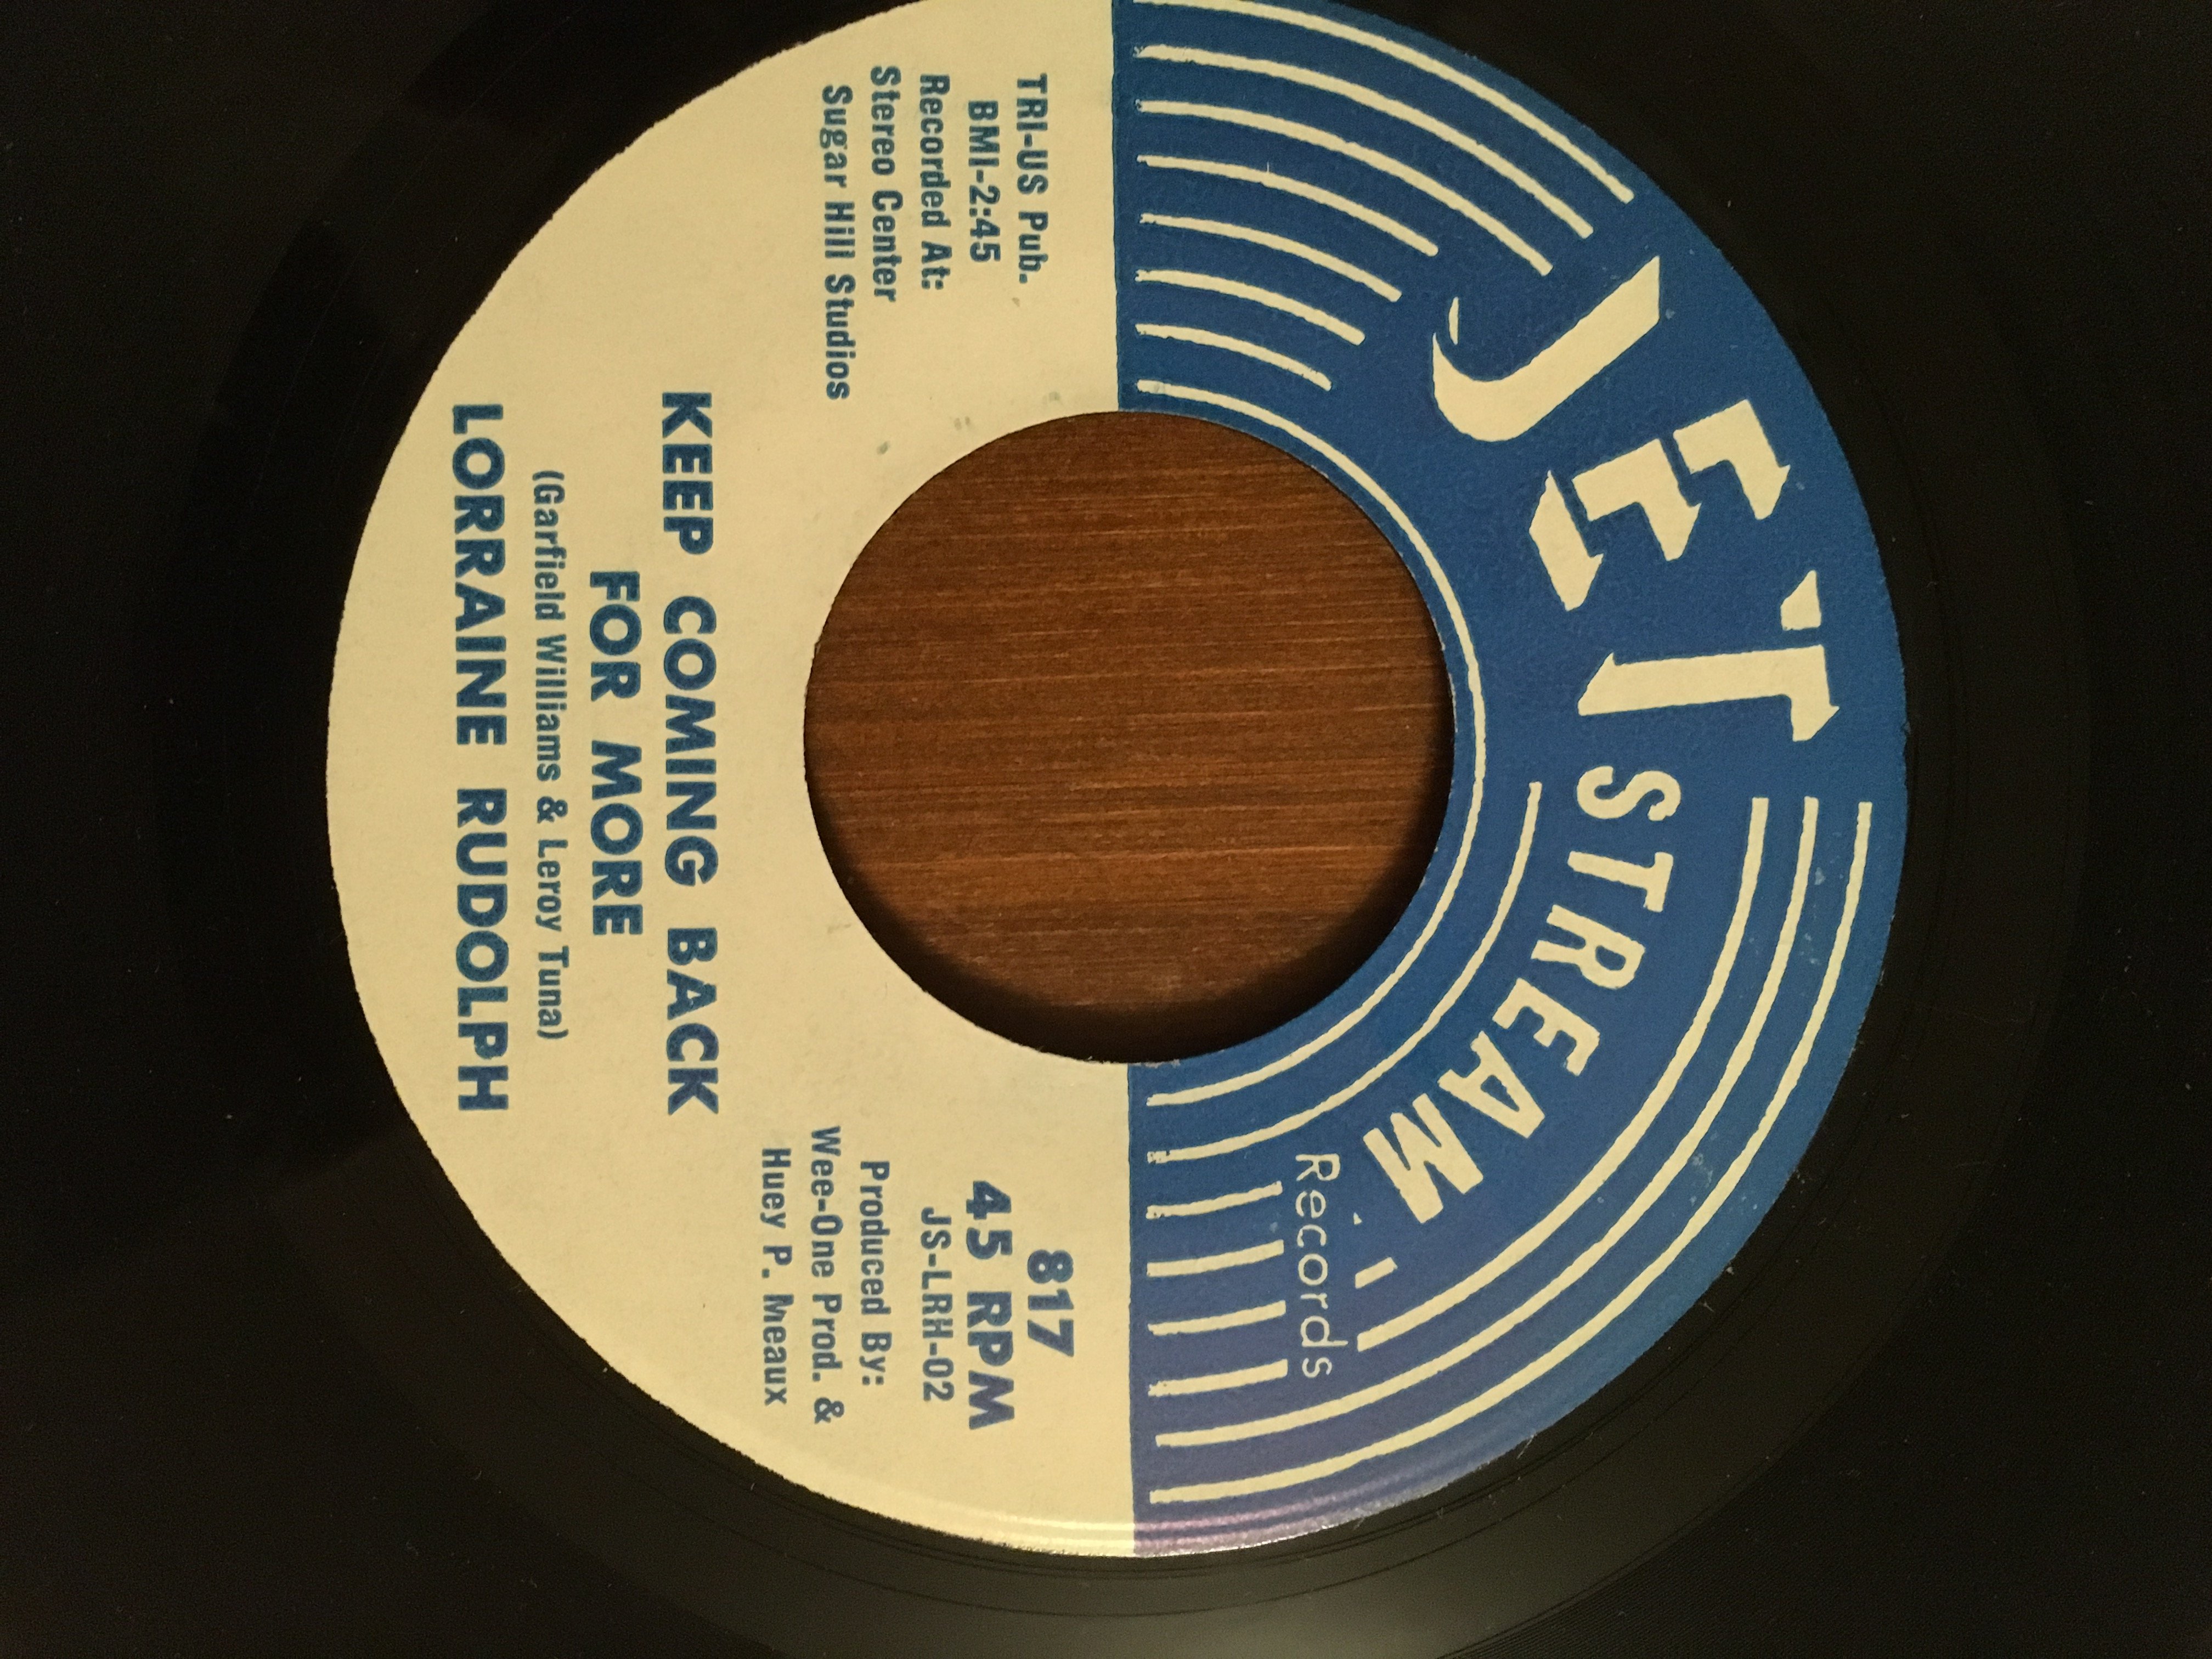 JET STREAM
Records
TRI-US Pub.
BMI-2:45
Recorded At:
Stereo Center
Sugar Hill Studios
817
45 RPM
JS-LRH-02
Produced By:
Wee-One Prod. &
Huey P. Meaux
KEEP COMING BACK
FOR MORE
(Garfield Williams & Leroy Tuna)
LORRAINE RUDOLPH